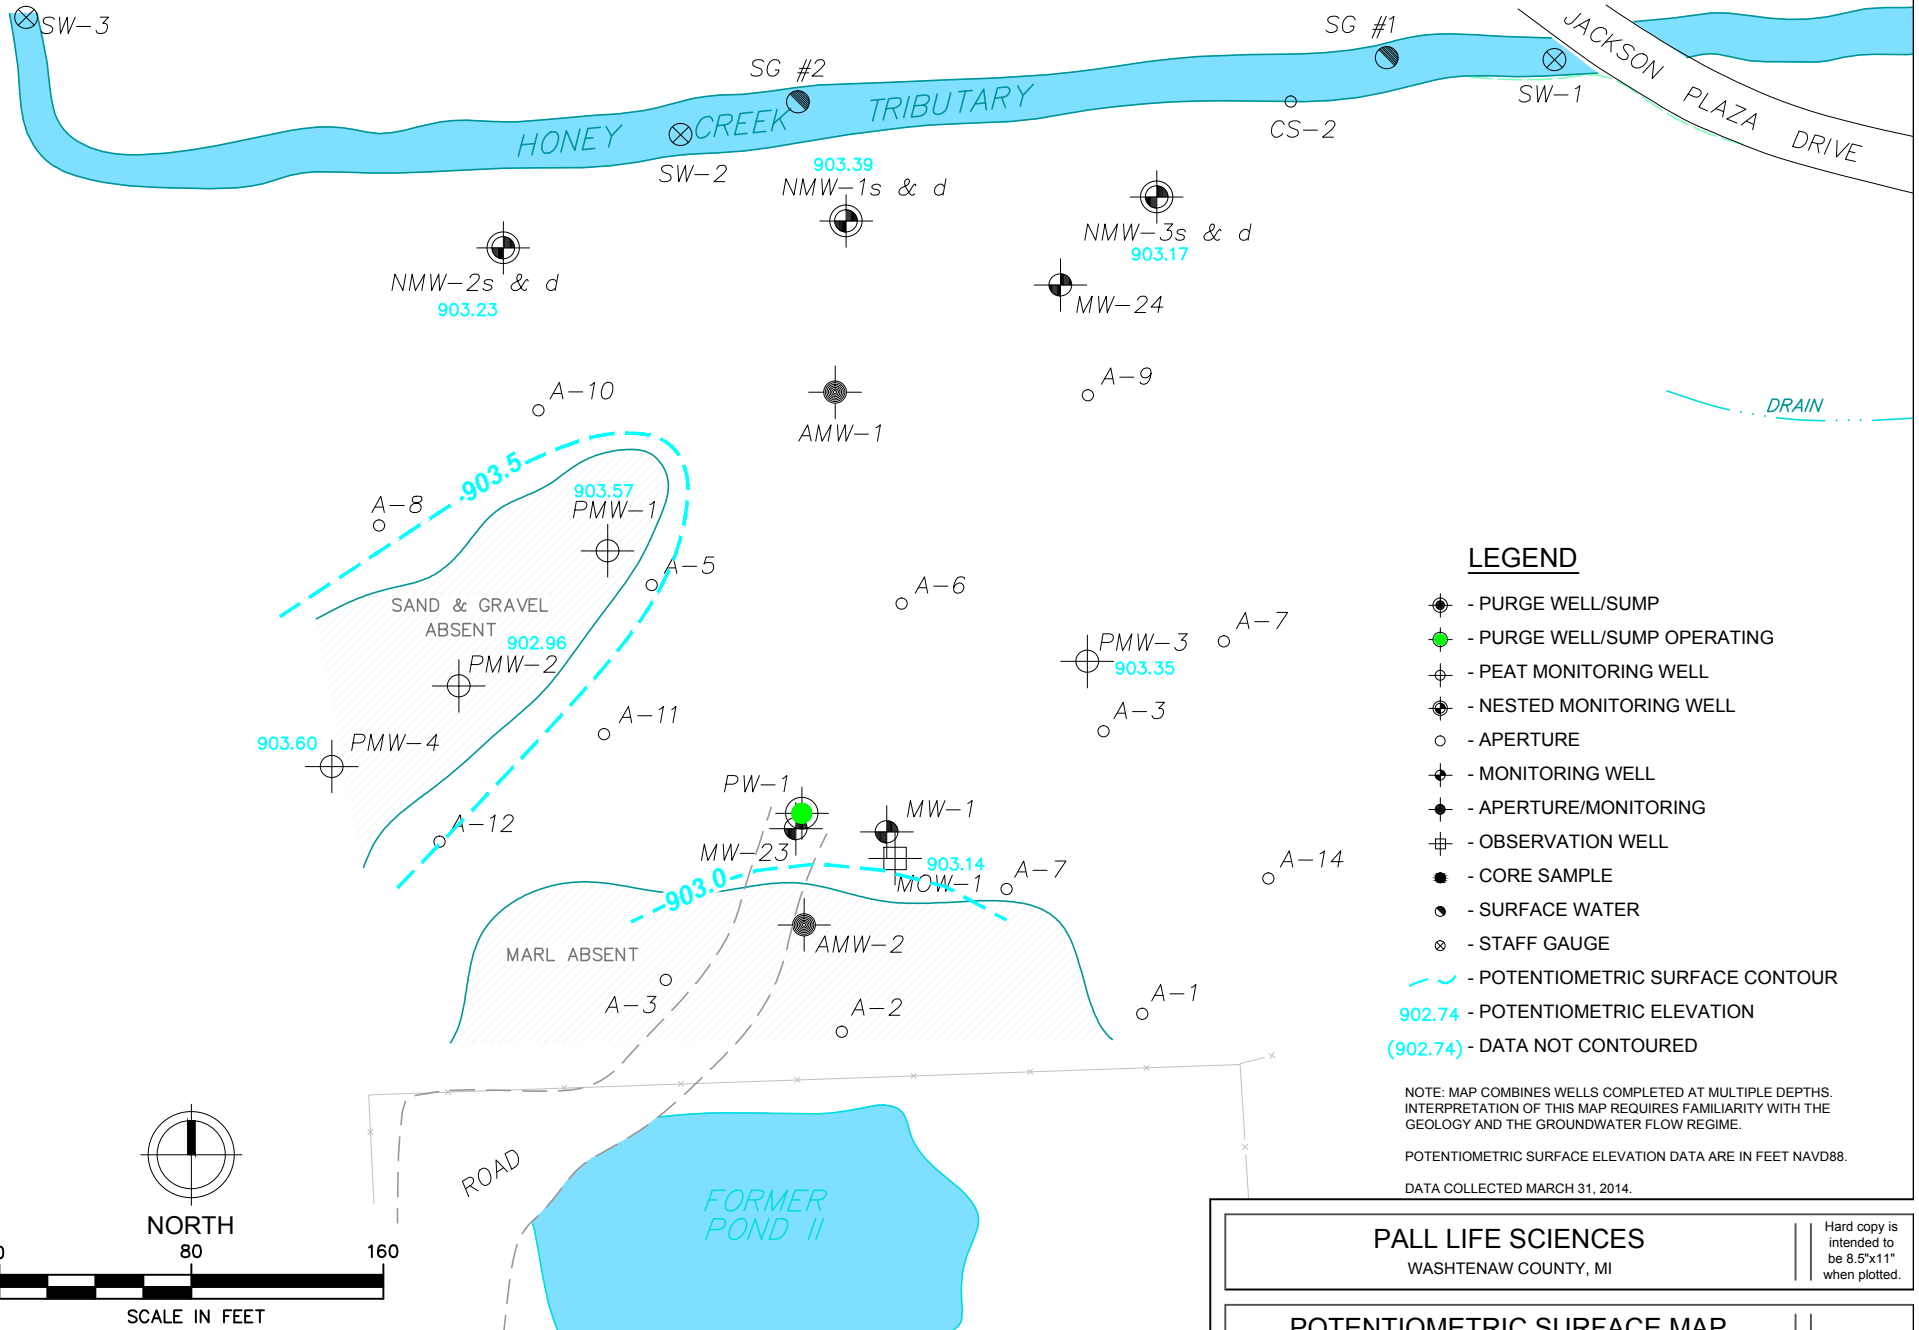 SW-3
SG #1
JACKSON
PLAZA
DRIVE
SG #2
SW-1
HONEY
CREEK
TRIBUTARY
CS-2
SW-2
903.39
NMW-1s & d
NMW-3s & d
903.17
NMW-2s & d
903.23
MW-24
A-10
A-9
AMW-1
DRAIN
903.5
903.57
PMW-1
A-8
A-5
A-6
SAND & GRAVEL
ABSENT
902.96
PMW-2
A-7
PMW-3
903.35
A-11
A-3
903.60
PMW-4
PW-1
MW-1
A-12
MW-23
903.14
MOW-1
903.0
A-7
A-14
AMW-2
MARL ABSENT
A-3
A-2
A-1
ROAD
FORMER
POND II
NORTH
0 80 160
SCALE IN FEET
LEGEND
- PURGE WELL/SUMP
- PURGE WELL/SUMP OPERATING
- PEAT MONITORING WELL
- NESTED MONITORING WELL
- APERTURE
- MONITORING WELL
- APERTURE/MONITORING
- OBSERVATION WELL
- CORE SAMPLE
- SURFACE WATER
- STAFF GAUGE
- POTENTIOMETRIC SURFACE CONTOUR
902.74 - POTENTIOMETRIC ELEVATION
(902.74) - DATA NOT CONTOURED
NOTE: MAP COMBINES WELLS COMPLETED AT MULTIPLE DEPTHS.
INTERPRETATION OF THIS MAP REQUIRES FAMILIARITY WITH THE
GEOLOGY AND THE GROUNDWATER FLOW REGIME.
POTENTIOMETRIC SURFACE ELEVATION DATA ARE IN FEET NAVD88.
DATA COLLECTED MARCH 31, 2014.
PALL LIFE SCIENCES
WASHTENAW COUNTY, MI
Hard copy is
intended to
be 8.5"x11"
when plotted.
POTENTIOMETRIC SURFACE MAP